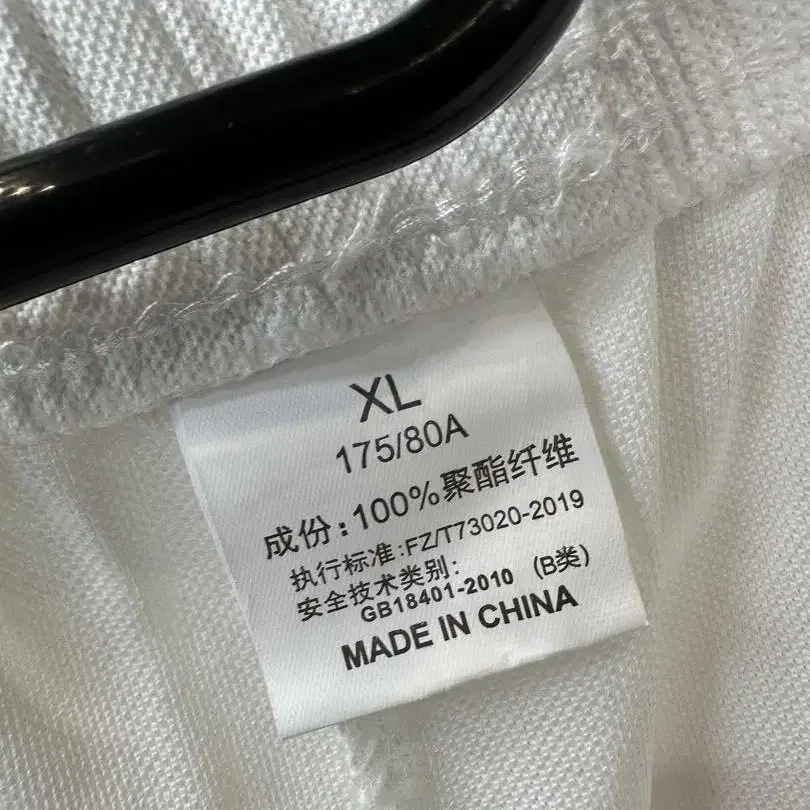 XL
175/80A
成份:100%聚酯纤维
执行标准:FZ/T73020-2019
安全技术类别:
GB18401-2010 (B类)
MADE IN CHINA